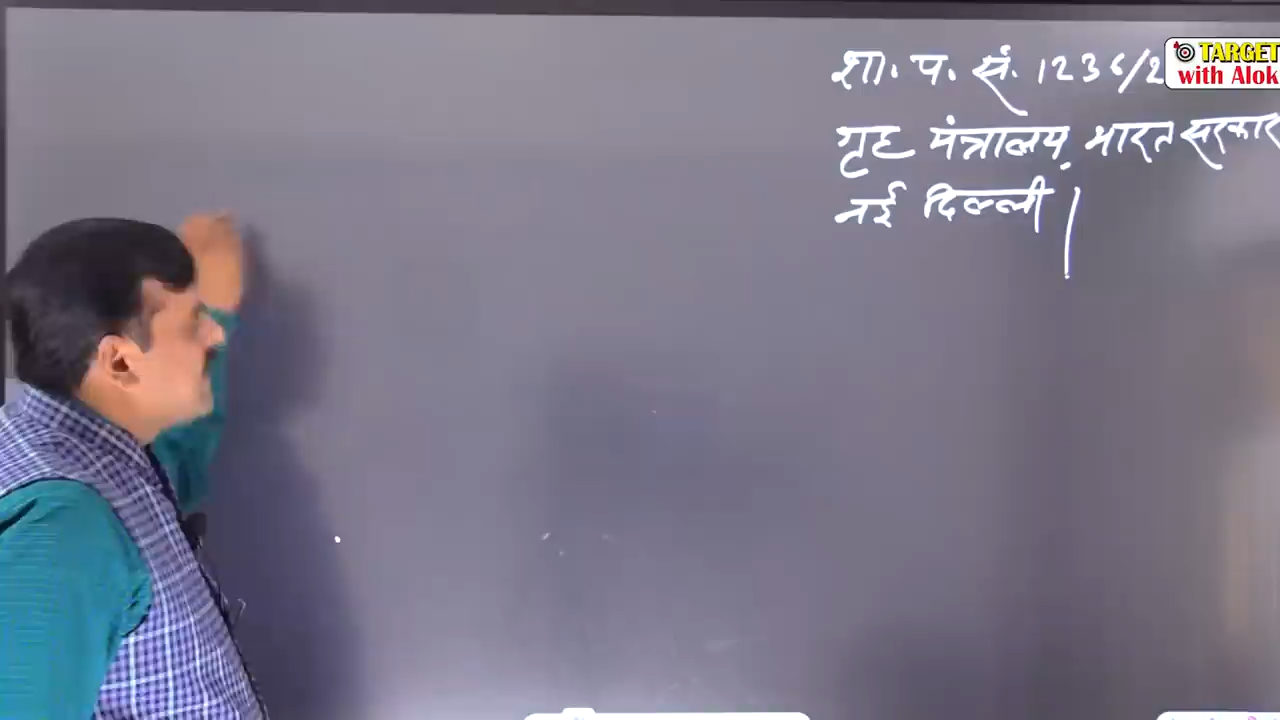 शा. प. सं. 1236/2
गृह मंत्रालय, भारत सरकार
नई दिल्ली।
TARGET
with Alok